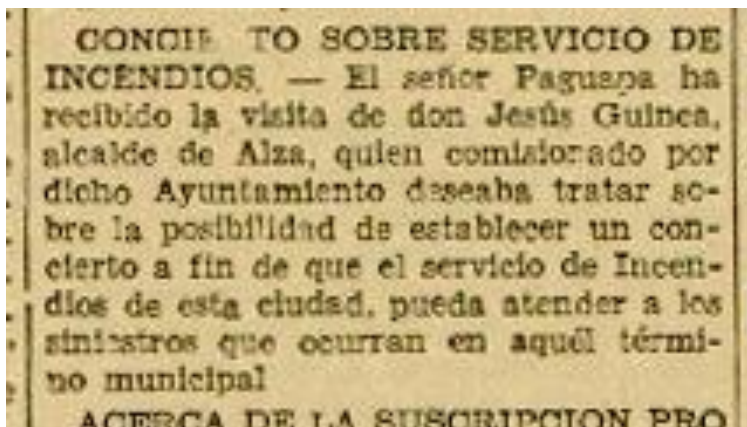 CONCIE TO SOBRE SERVICIO DE
INCENDIOS. — El señor Paguapa ha
recibido la visita de don Jesús Guinea,
alcalde de Alza, quien comisionado por
dicho Ayuntamiento deseaba tratar so-
bre la posibilidad de establecer un con-
cierto a fin de que el servicio de Incen-
dios de esta ciudad, pueda atender a los
siniestros que ocurran en aquél térmi-
no municipal
ACERCA DE LA SUSCRIPCION PRO